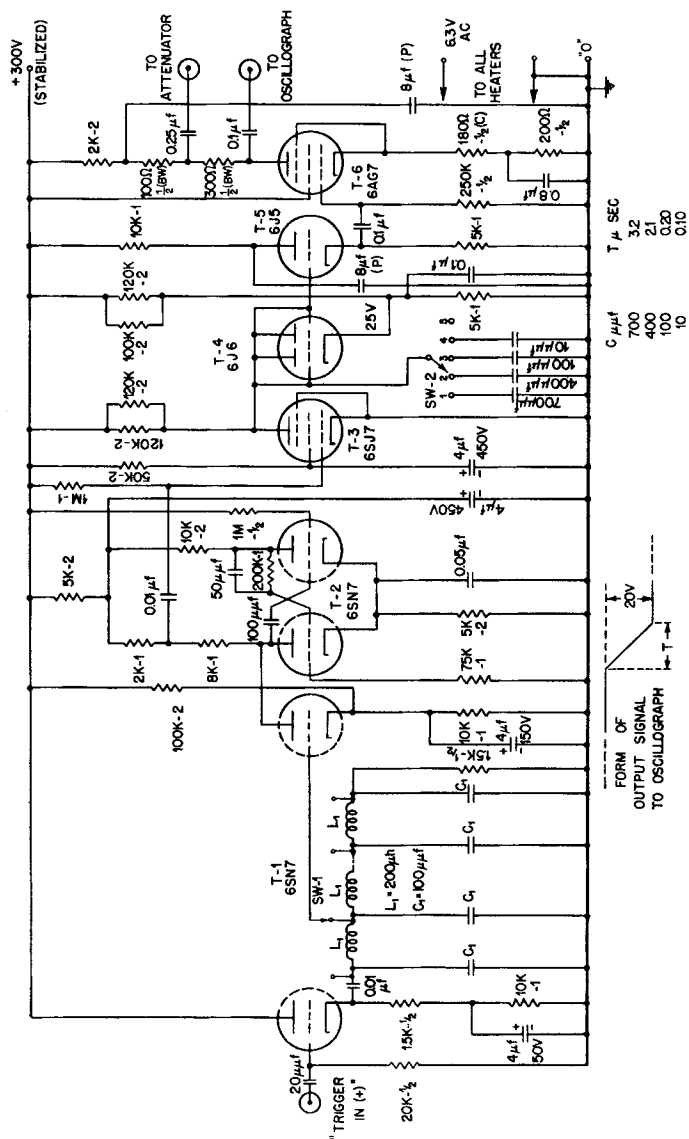 +300V
(STABILIZED)
TO
ATTENUATOR
TO
OSCILLOGRAPH
6.3V
AC
TO ALL
HEATERS
"O"
2K-2
0.25μf
100Ω
½(BW)
300Ω
½(BW)
0.1μf
8μf (P)
T-6
6AG7
180Ω
-½(C)
200Ω
-½
250K
-½
0.8μf
10K-1
T-5
6J5
0.1μf
5K-1
8μf
(P)
120K
-2
100K
-2
T-4
6J6
25V
0.1μf
5K-1
120K
-2
120K-2
T-3
6SJ7
SW-2
1
2
3
4
5
700μμf
400μμf
100μμf
10μμf
50K-2
1M-1
4μf
450V
4μf
450V
5K-2
0.01μf
10K
-2
1M
-½
50μμf
200K-1
100μμf
T-2
6SN7
2K-1
8K-1
0.05μf
5K
-2
75K
-1
100K-2
10K
-1
4μf
150V
T-1
6SN7
SW-1
L₁
L₁
L₁
L₁=200μh
C₁=100μμf
1.5K-½
C₁
C₁
C₁
C₁
0.01
μf
1.5K-½
10K
-1
4μf
50V
20μμf
20K-½
"TRIGGER
IN (+)"
C μμf T μ SEC
700 3.2
400 2.1
100 0.20
10 0.10
20V
T
FORM OF
OUTPUT SIGNAL
TO OSCILLOGRAPH